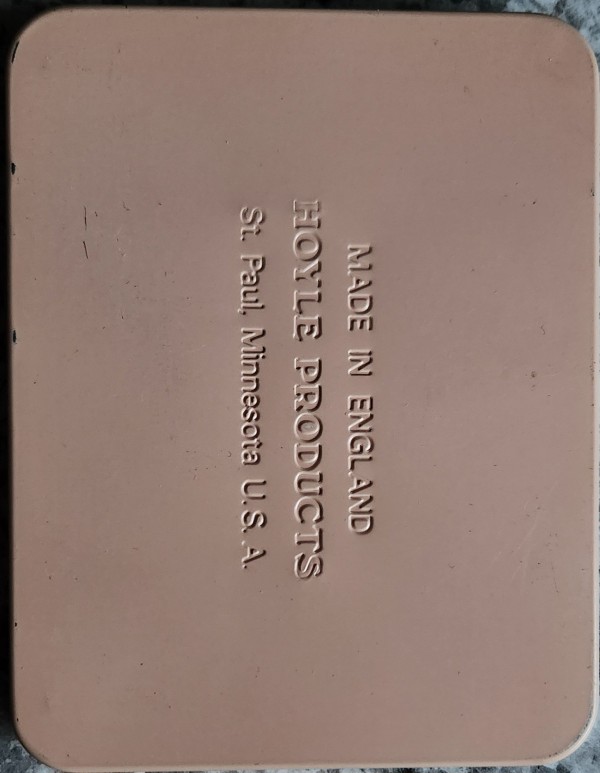 MADE IN ENGLAND
HOYLE PRODUCTS
St. Paul, Minnesota U.S.A.